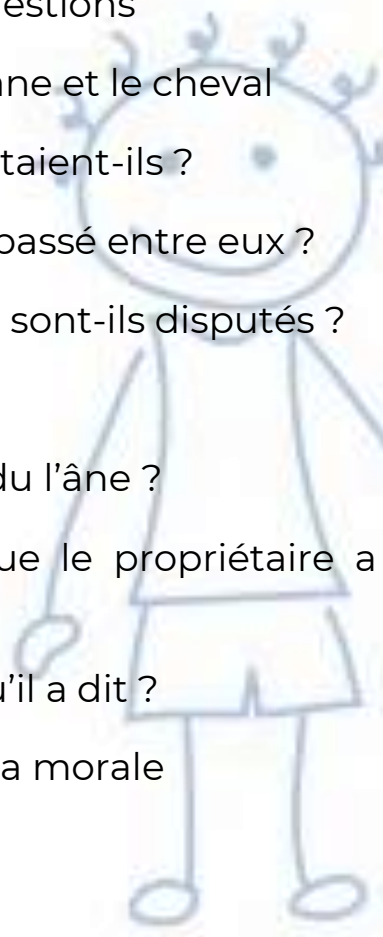 estions
ne et le cheval
taient-ils ?
passé entre eux ?
sont-ils disputés ?
du l’âne ?
ue le propriétaire a
u’il a dit ?
a morale